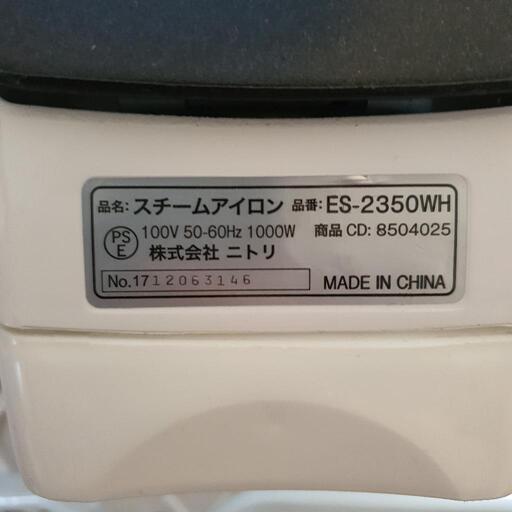 品名: スチームアイロン 品番: ES-2350WH
PS E 100V 50-60Hz 1000W 商品 CD: 8504025
株式会社 ニトリ
No.1712063146 MADE IN CHINA